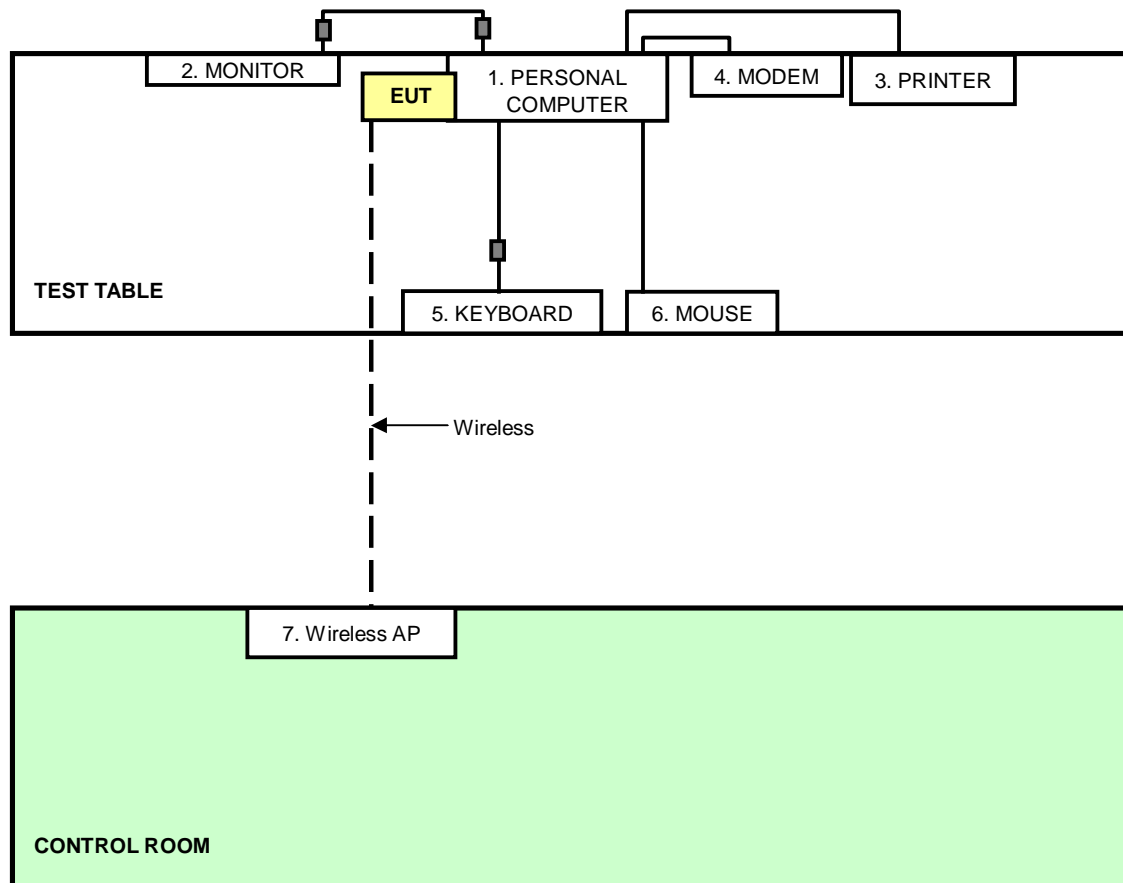 2. MONITOR
EUT
1. PERSONAL
COMPUTER
4. MODEM
3. PRINTER
TEST TABLE
5. KEYBOARD
6. MOUSE
Wireless
7. Wireless AP
CONTROL ROOM